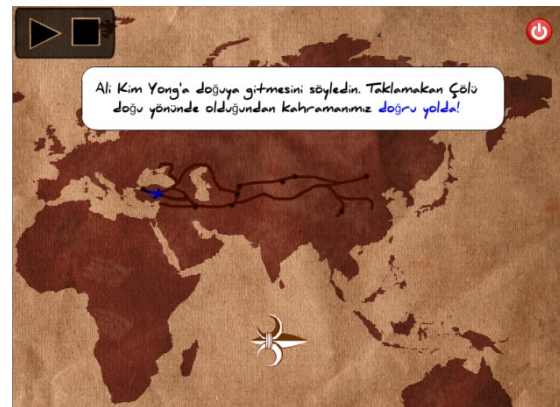 Ali Kim Yong'a doğuya gitmesini söyledin. Taklamakan Çölü
doğu yönünde olduğundan kahramanımız doğru yolda!